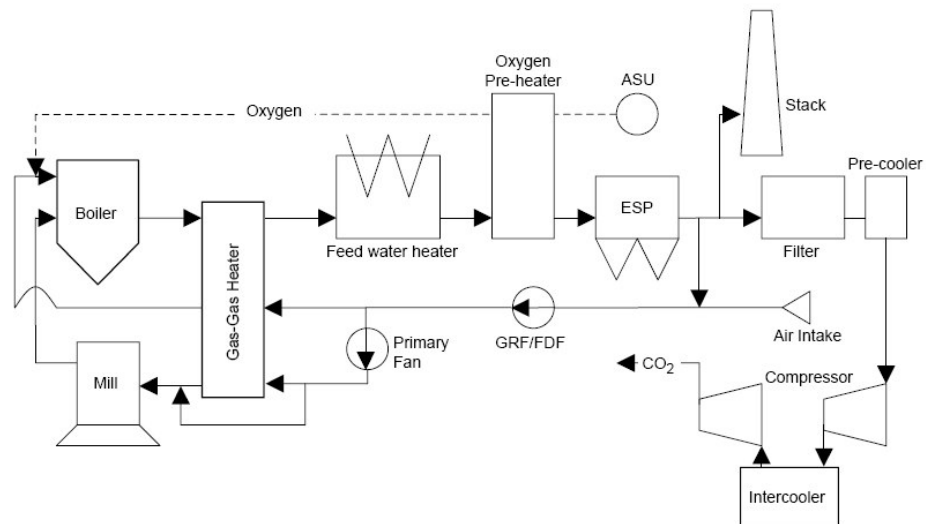 Oxygen
Pre-heater
ASU
Stack
Oxygen
Pre-cooler
Boiler
ESP
Feed water heater
Filter
Gas-Gas Heater
GRF/FDF
Air Intake
Primary
Fan
CO₂
Compressor
Mill
Intercooler